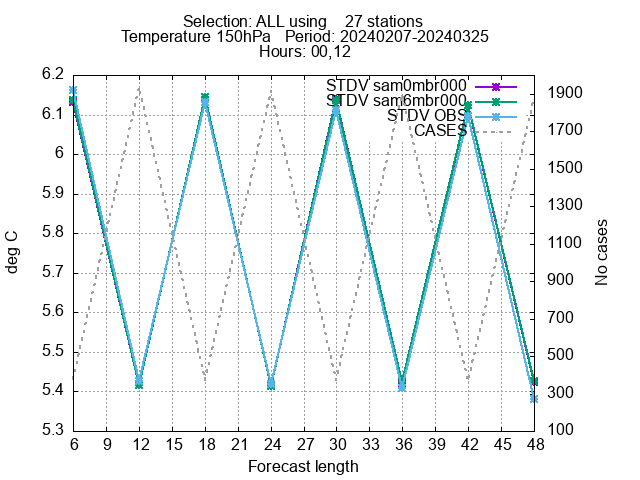 Selection: ALL using    27 stations
Temperature 150hPa   Period: 20240207-20240325
Hours: 00,12
STDV sam0mbr000
STDV sam6mbr000
STDV OBS
CASES
6.2
6.1
6
5.9
5.8
5.7
5.6
5.5
5.4
5.3
deg C
1900
1700
1500
1300
1100
900
700
500
300
100
No cases
6 9 12 15 18 21 24 27 30 33 36 39 42 45 48
Forecast length